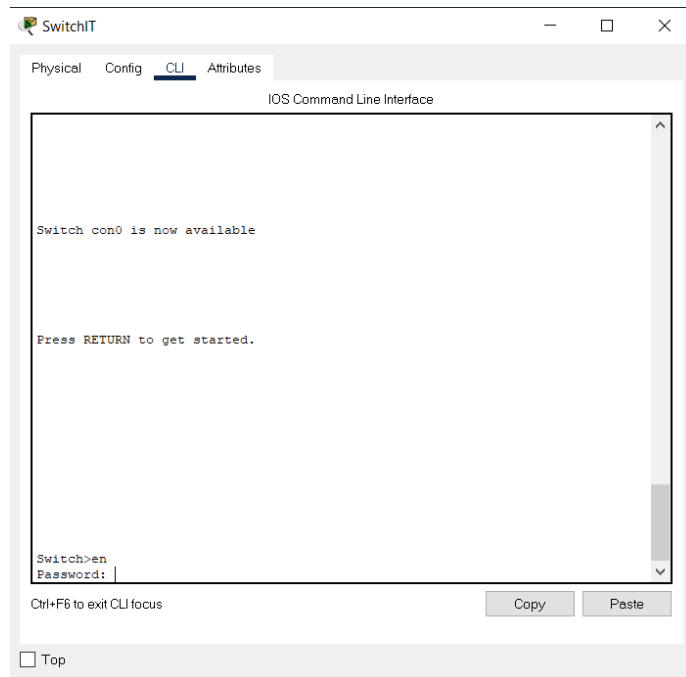 SwitchIT
Physical Config CLI Attributes
IOS Command Line Interface
Switch con0 is now available
Press RETURN to get started.
Switch>en
Password:
Ctrl+F6 to exit CLI focus
Copy Paste
Top